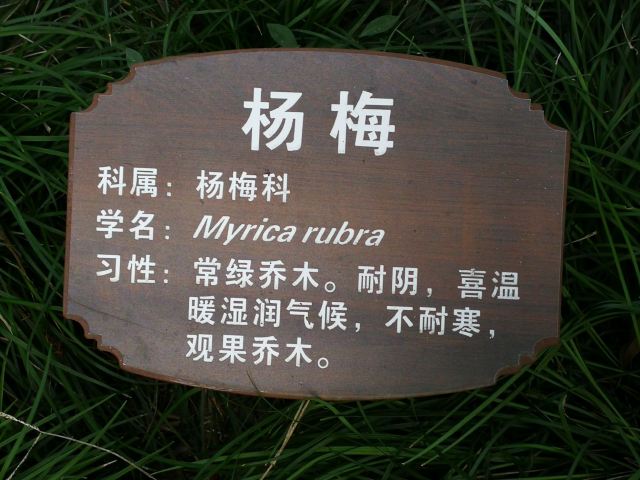 杨梅
科属：杨梅科
学名：Myrica rubra
习性：常绿乔木。耐阴，喜温
暖湿润气候，不耐寒，
观果乔木。